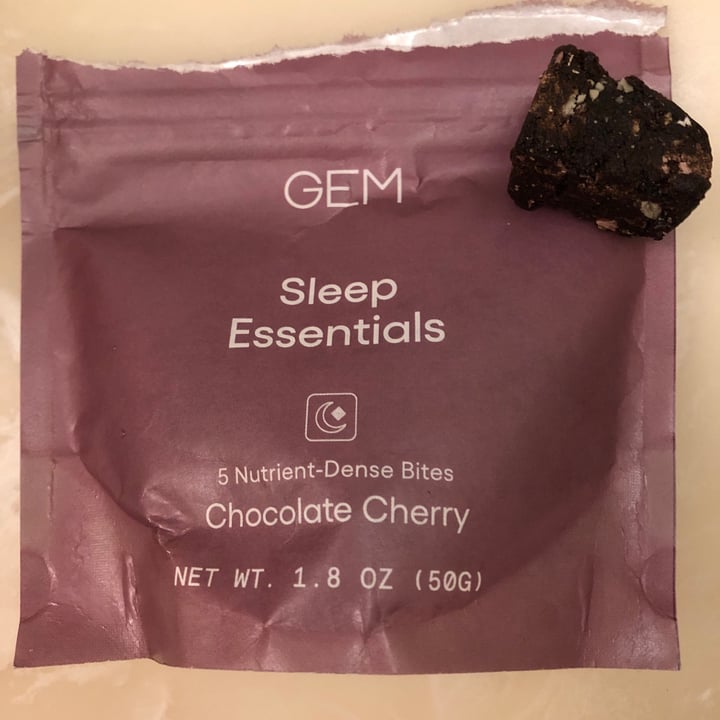 GEM
Sleep
Essentials
5 Nutrient-Dense Bites
Chocolate Cherry
NET WT. 1.8 OZ (50G)